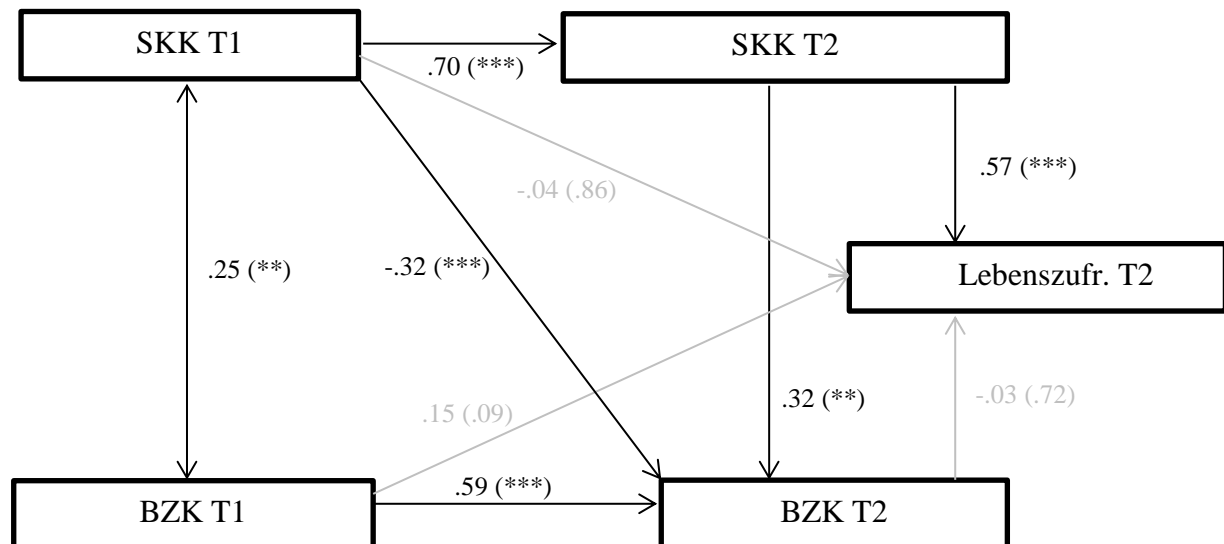 SKK T1
SKK T2
.70 (***)
-.04 (.86)
.57 (***)
.25 (**)
-.32 (***)
Lebenszufr. T2
.15 (.09)
.32 (**)
-.03 (.72)
.59 (***)
BZK T1
BZK T2